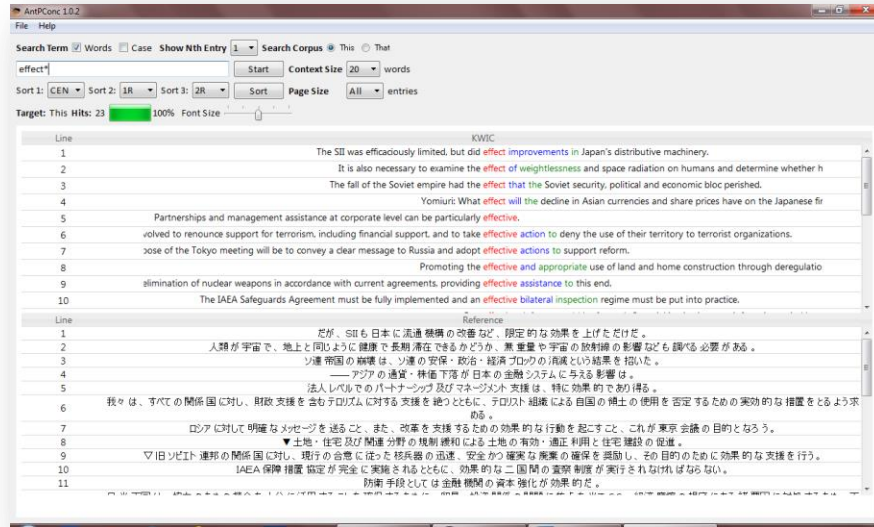 AntPConc 1.0.2
File Help
Search Term Words Case Show Nth Entry 1 Search Corpus This That
effect* Start Context Size 20 words
Sort 1: CEN Sort 2: 1R Sort 3: 2R Sort Page Size All entries
Target: This Hits: 23 100% Font Size
Line KWIC
1 The SII was efficaciously limited, but did effect improvements in Japan's distributive machinery.
2 It is also necessary to examine the effect of weightlessness and space radiation on humans and determine whether h
3 The fall of the Soviet empire had the effect that the Soviet security, political and economic bloc perished.
4 Yomiuri: What effect will the decline in Asian currencies and share prices have on the Japanese fir
5 Partnerships and management assistance at corporate level can be particularly effective.
6 volved to renounce support for terrorism, including financial support, and to take effective action to deny the use of their territory to terrorist organizations.
7 pose of the Tokyo meeting will be to convey a clear message to Russia and adopt effective actions to support reform.
8 Promoting the effective and appropriate use of land and home construction through deregulatio
9 elimination of nuclear weapons in accordance with current agreements, providing effective assistance to this end.
10 The IAEA Safeguards Agreement must be fully implemented and an effective bilateral inspection regime must be put into practice.
Line Reference
1 だが、SIIも日本に流通機構の改善など、限定的な効果を上げただけだ。
2 人類が宇宙で、地上と同じように健康で長期滞在できるかどうか、無重量や宇宙の放射線の影響なども調べる必要がある。
3 ソ連帝国の崩壊は、ソ連の安保・政治・経済ブロックの消滅という結果を招いた。
4 ――アジアの通貨・株価下落が日本の金融システムに与える影響は。
5 法人レベルでのパートナーシップ及びマネージメント支援は、特に効果的であり得る。
6 我々は、すべての関係国に対し、財政支援を含むテロリズムに対する支援を絶つとともに、テロリスト組織による自国の領土の使用を否定するための実効的な措置をとるよう求
める。
7 ロシアに対して明確なメッセージを送ること、また、改革を支援するための効果的な行動を起こすこと、これが東京会議の目的となろう。
8 ▼土地・住宅及び関連分野の規制緩和による土地の有効・適正利用と住宅建設の促進。
9 ▽旧ソビエト連邦の関係国に対し、現行の合意に従った核兵器の迅速、安全かつ確実な廃棄の確保を奨励し、その目的のために効果的な支援を行う。
10 IAEA保障措置協定が完全に実施されるとともに、効果的な二国間の査察制度が実行されなければならない。
11 防衛手段としては金融機関の資本強化が効果的だ。